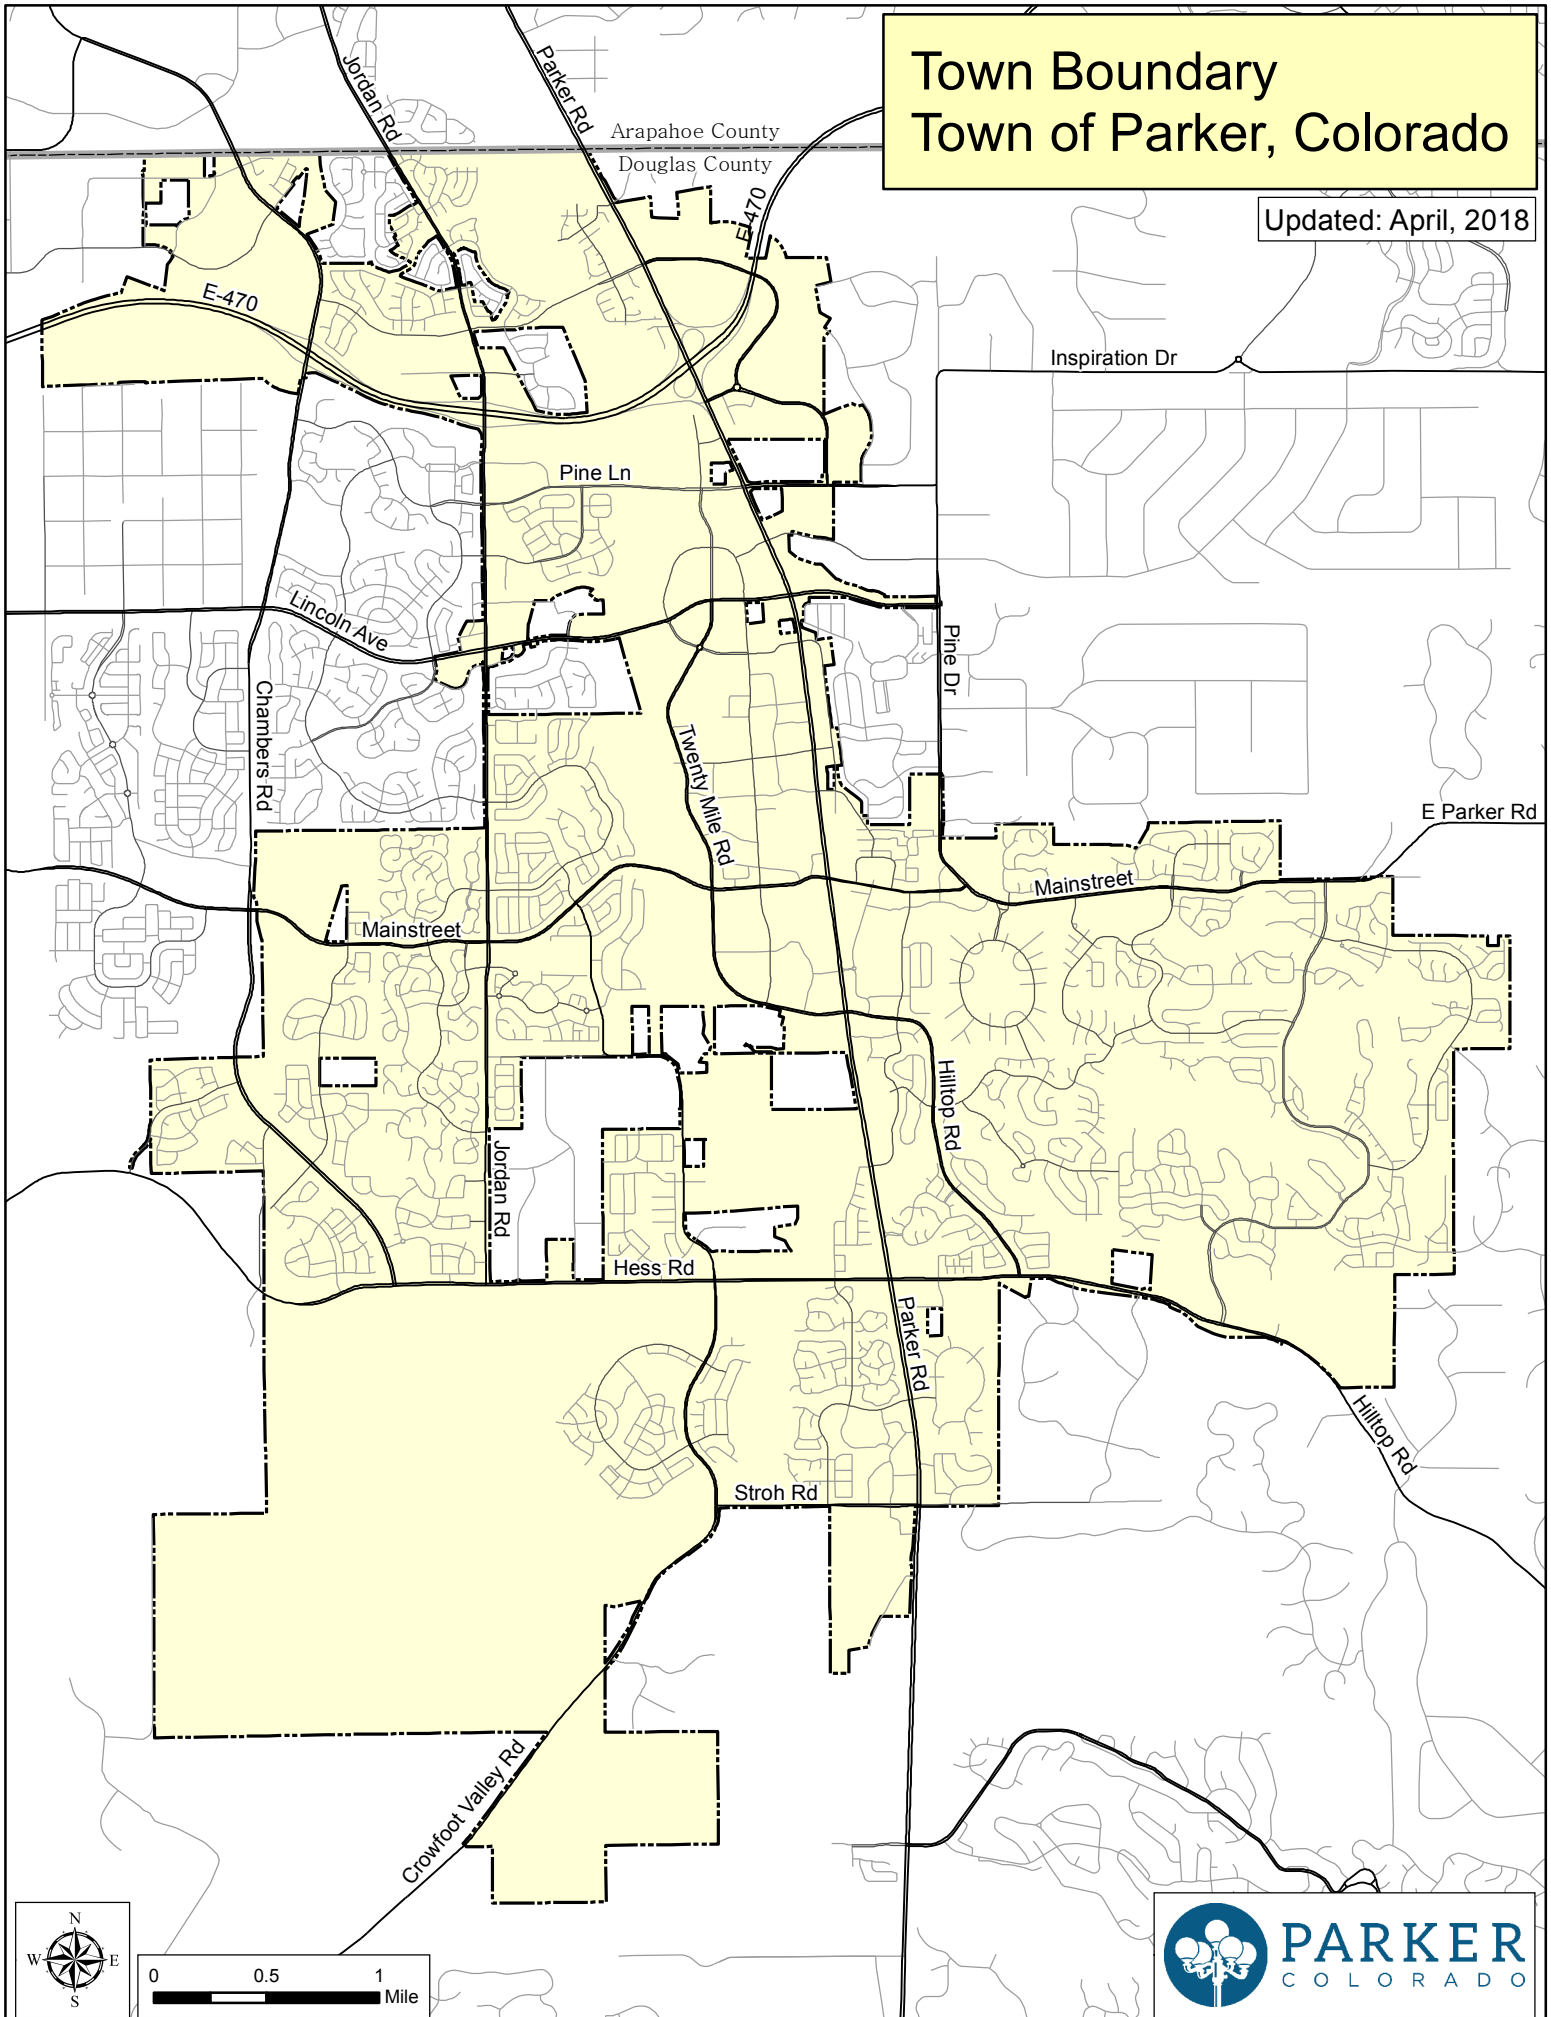 Town Boundary
Town of Parker, Colorado
Updated: April, 2018
Jordan Rd
Parker Rd
Arapahoe County
Douglas County
E-470
E-470
Inspiration Dr
Pine Ln
Lincoln Ave
Pine Dr
Chambers Rd
Twenty Mile Rd
E Parker Rd
Mainstreet
Mainstreet
Hilltop Rd
Jordan Rd
Hess Rd
Parker Rd
Hilltop Rd
Stroh Rd
Crowfoot Valley Rd
N
W E
S
0 0.5 1
Mile
PARKER
COLORADO